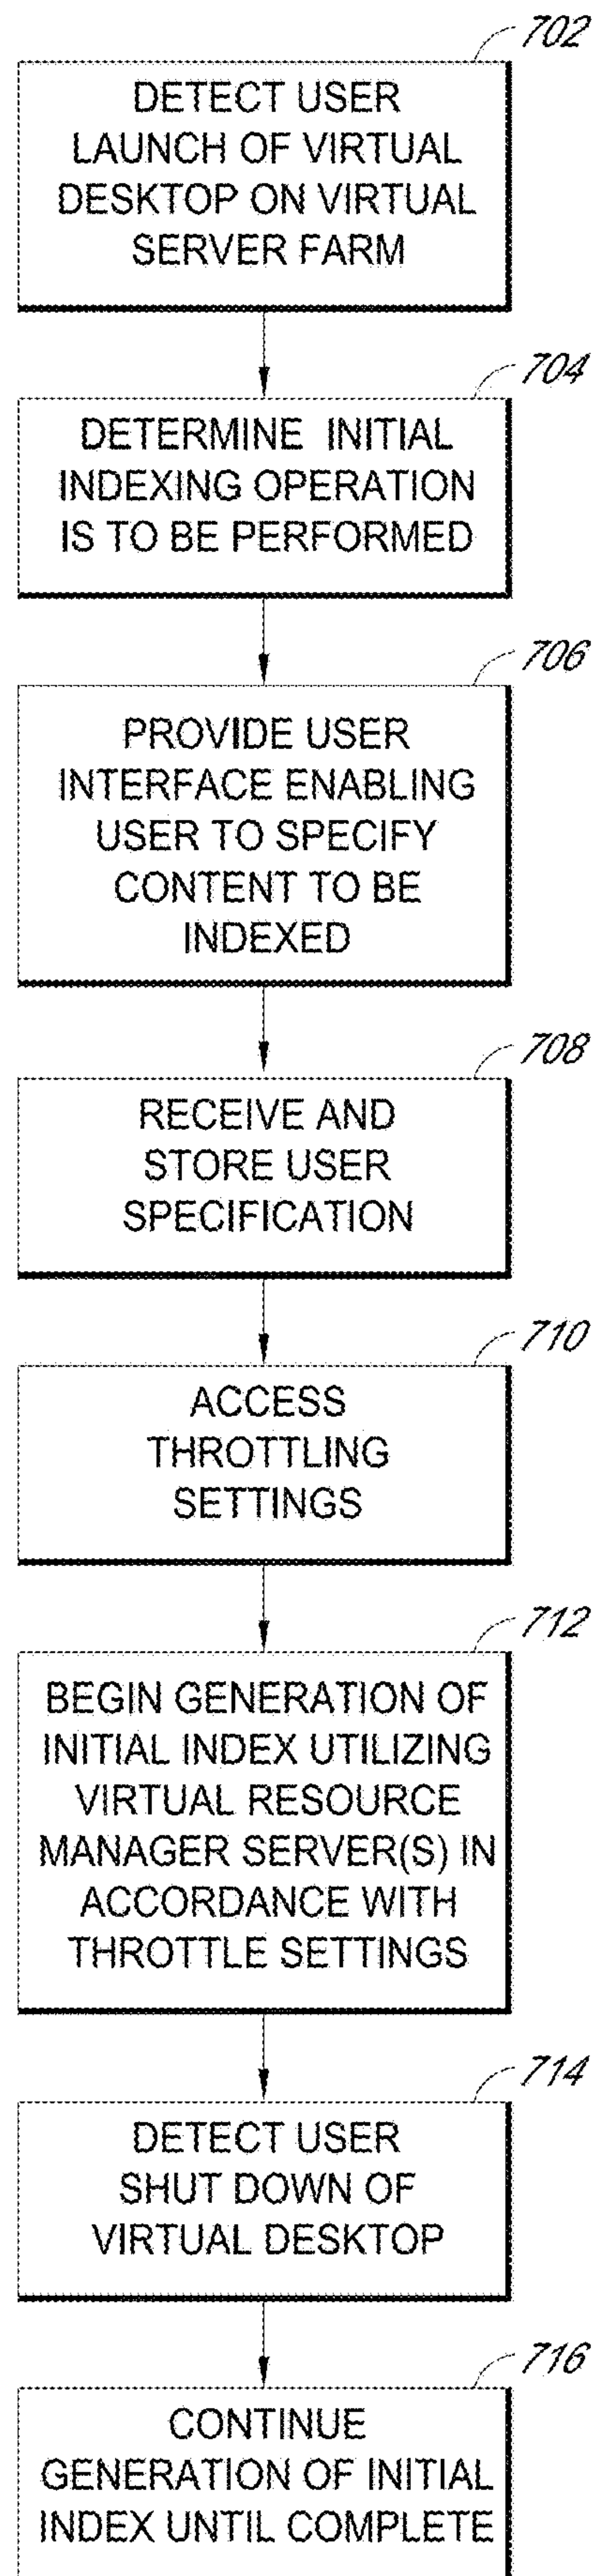 702
DETECT USER
LAUNCH OF VIRTUAL
DESKTOP ON VIRTUAL
SERVER FARM
704
DETERMINE INITIAL
INDEXING OPERATION
IS TO BE PERFORMED
706
PROVIDE USER
INTERFACE ENABLING
USER TO SPECIFY
CONTENT TO BE
INDEXED
708
RECEIVE AND
STORE USER
SPECIFICATION
710
ACCESS
THROTTLING
SETTINGS
712
BEGIN GENERATION OF
INITIAL INDEX UTILIZING
VIRTUAL RESOURCE
MANAGER SERVER(S) IN
ACCORDANCE WITH
THROTTLE SETTINGS
714
DETECT USER
SHUT DOWN OF
VIRTUAL DESKTOP
716
CONTINUE
GENERATION OF INITIAL
INDEX UNTIL COMPLETE